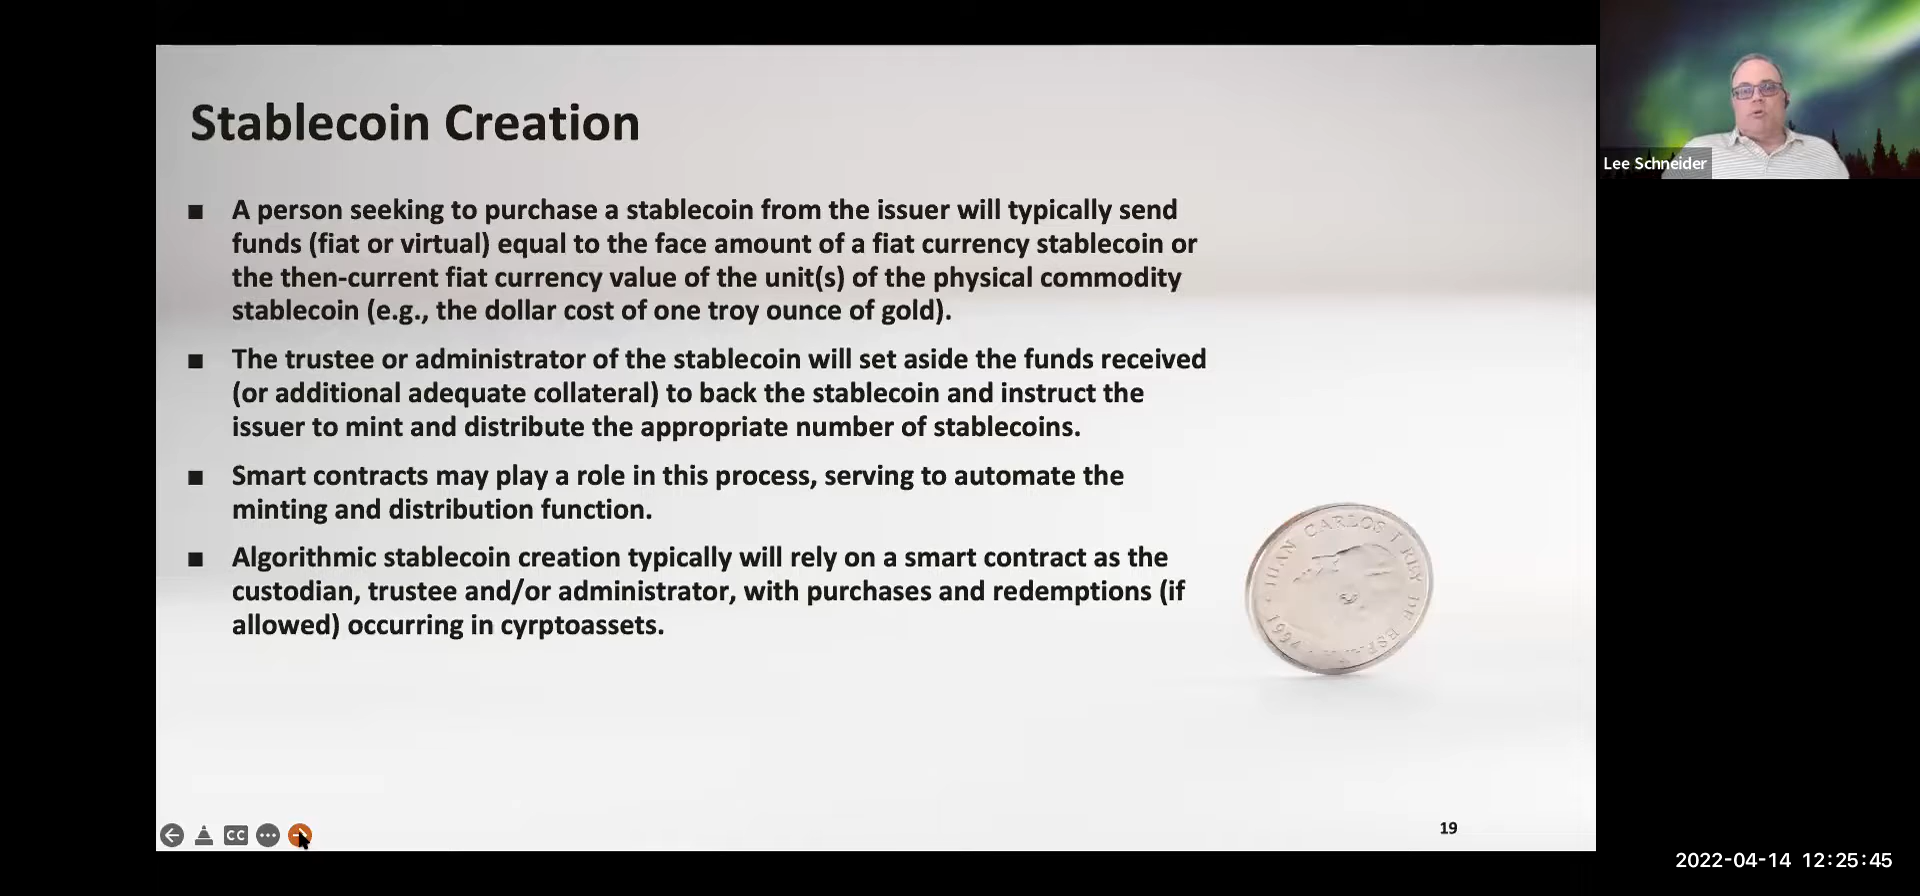 Stablecoin Creation
A person seeking to purchase a stablecoin from the issuer will typically send
funds (fiat or virtual) equal to the face amount of a fiat currency stablecoin or
the then-current fiat currency value of the unit(s) of the physical commodity
stablecoin (e.g., the dollar cost of one troy ounce of gold).
The trustee or administrator of the stablecoin will set aside the funds received
(or additional adequate collateral) to back the stablecoin and instruct the
issuer to mint and distribute the appropriate number of stablecoins.
Smart contracts may play a role in this process, serving to automate the
minting and distribution function.
Algorithmic stablecoin creation typically will rely on a smart contract as the
custodian, trustee and/or administrator, with purchases and redemptions (if
allowed) occurring in cyrptoassets.
CARLOS I REY DE
1997
CC
19
Lee Schneider
2022-04-14 12:25:45